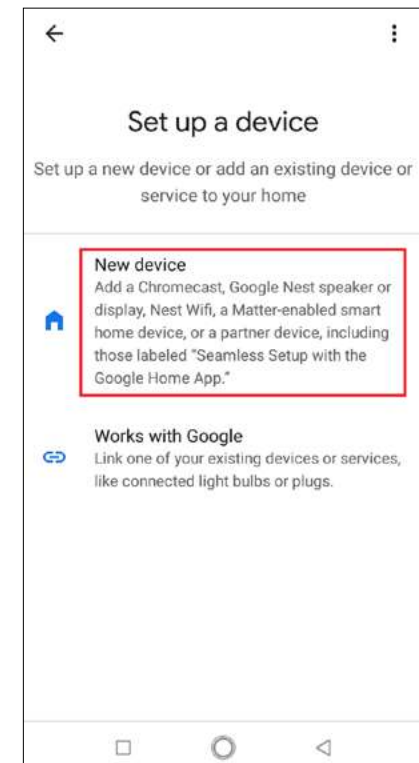 Set up a device
Set up a new device or add an existing device or
service to your home
New device
Add a Chromecast, Google Nest speaker or
display, Nest Wifi, a Matter-enabled smart
home device, or a partner device, including
those labeled “Seamless Setup with the
Google Home App.”
Works with Google
Link one of your existing devices or services,
like connected light bulbs or plugs.